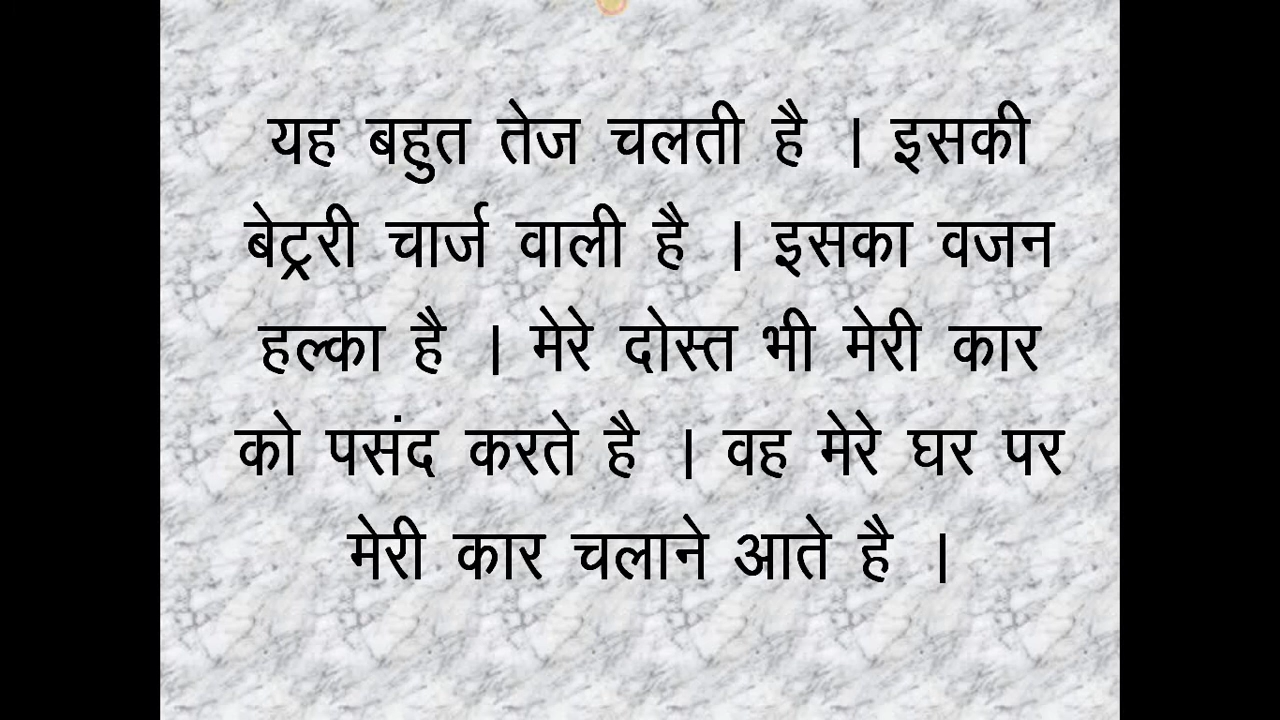 यह बहुत तेज चलती है । इसकी
बेट्ररी चार्ज वाली है । इसका वजन
हल्का है । मेरे दोस्त भी मेरी कार
को पसंद करते है । वह मेरे घर पर
मेरी कार चलाने आते है ।